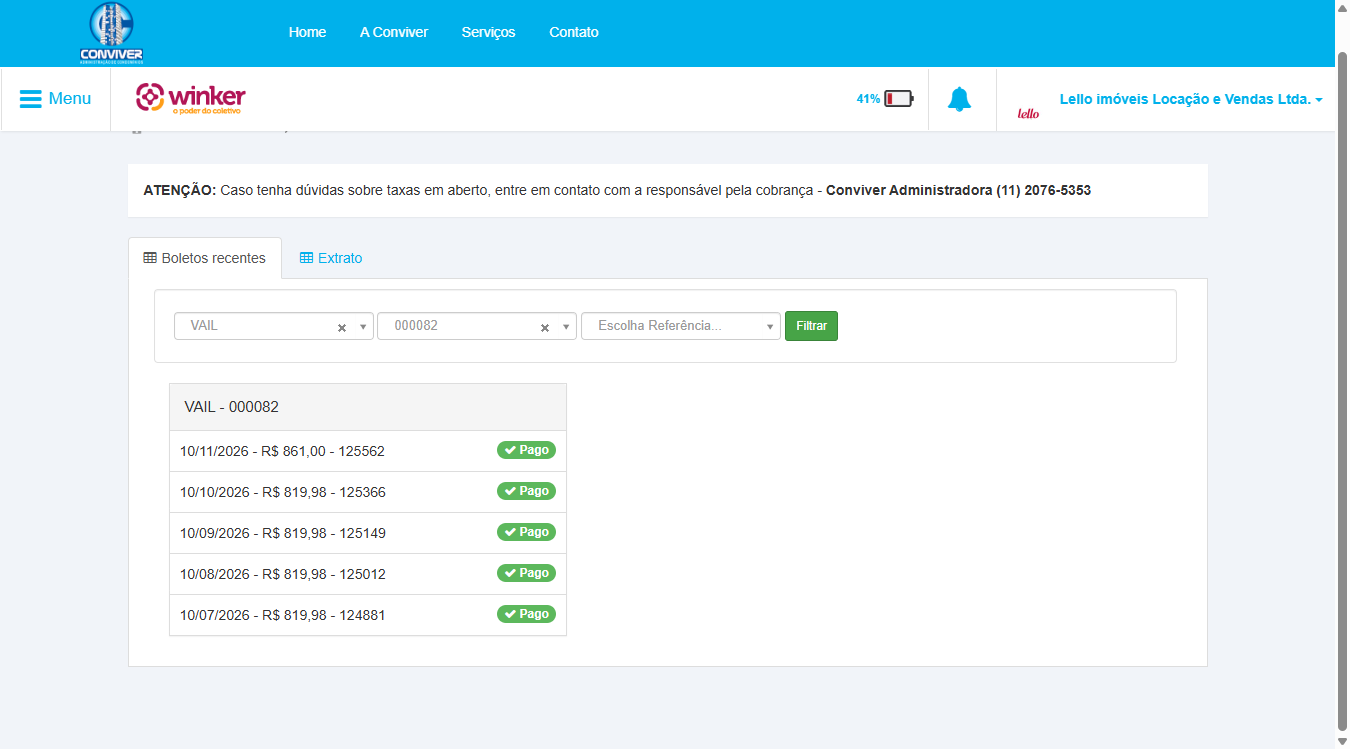 CONVIVER
Home
A Conviver
Serviços
Contato
Menu
winker
o poder do coletivo
41%
lello
Lello imóveis Locação e Vendas Ltda.
ATENÇÃO: Caso tenha dúvidas sobre taxas em aberto, entre em contato com a responsável pela cobrança - Conviver Administradora (11) 2076-5353
Boletos recentes
Extrato
VAIL
000082
Escolha Referência...
Filtrar
VAIL - 000082
10/11/2026 - R$ 861,00 - 125562 Pago
10/10/2026 - R$ 819,98 - 125366 Pago
10/09/2026 - R$ 819,98 - 125149 Pago
10/08/2026 - R$ 819,98 - 125012 Pago
10/07/2026 - R$ 819,98 - 124881 Pago